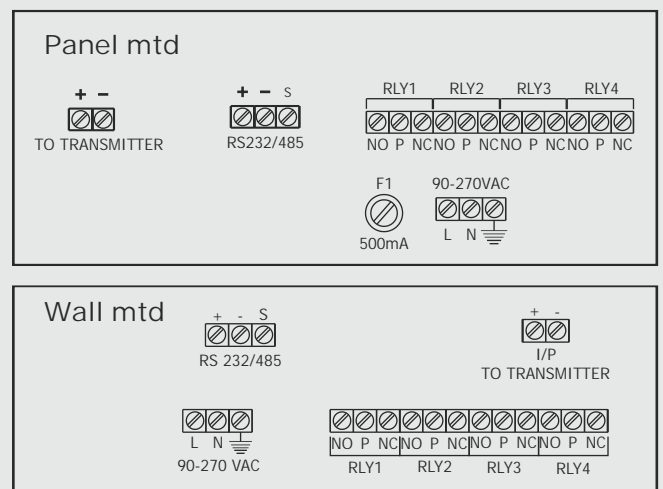 Panel mtd
+ -
TO TRANSMITTER
+ - S
RS232/485
RLY1 RLY2 RLY3 RLY4
NO P NC NO P NC NO P NC NO P NC
F1
500mA
90-270VAC
L N
Wall mtd
+ - S
RS 232/485
+ -
I/P
TO TRANSMITTER
L N
90-270 VAC
NO P NC NO P NC NO P NC NO P NC
RLY1 RLY2 RLY3 RLY4